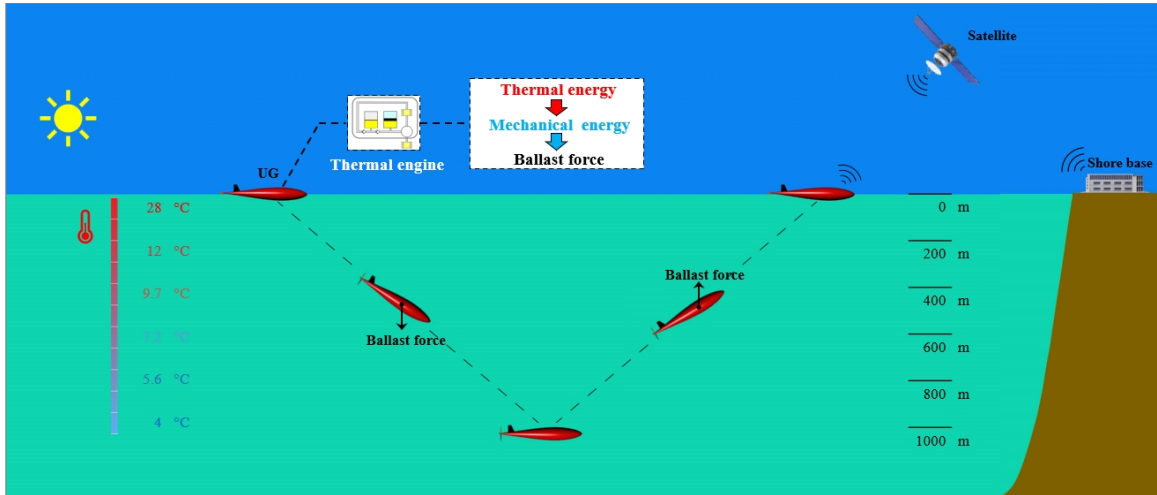 Satellite
Thermal energy
Mechanical energy
Ballast force
Thermal engine
UG
Shore base
28 °C
12 °C
9.7 °C
7.2 °C
5.6 °C
4 °C
Ballast force
Ballast force
0 m
200 m
400 m
600 m
800 m
1000 m